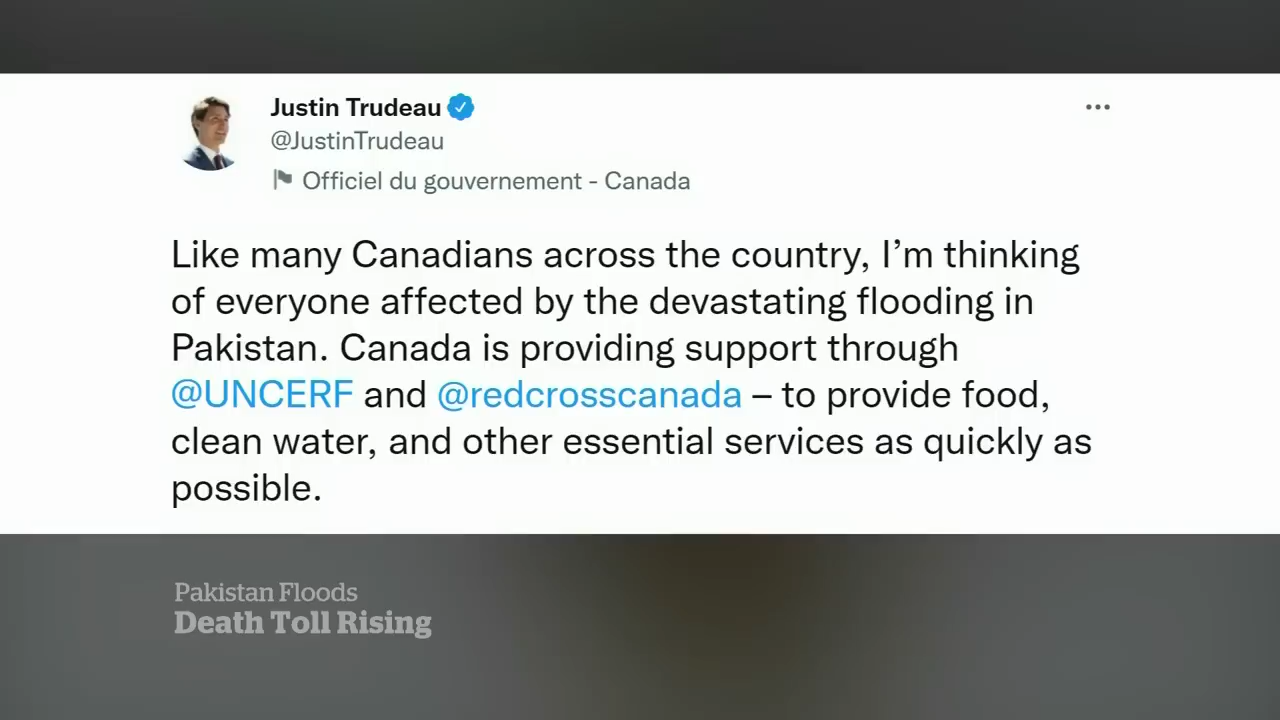 Justin Trudeau
@JustinTrudeau
Officiel du gouvernement - Canada
Like many Canadians across the country, I’m thinking
of everyone affected by the devastating flooding in
Pakistan. Canada is providing support through
@UNCERF and @redcrosscanada – to provide food,
clean water, and other essential services as quickly as
possible.
Pakistan Floods
Death Toll Rising